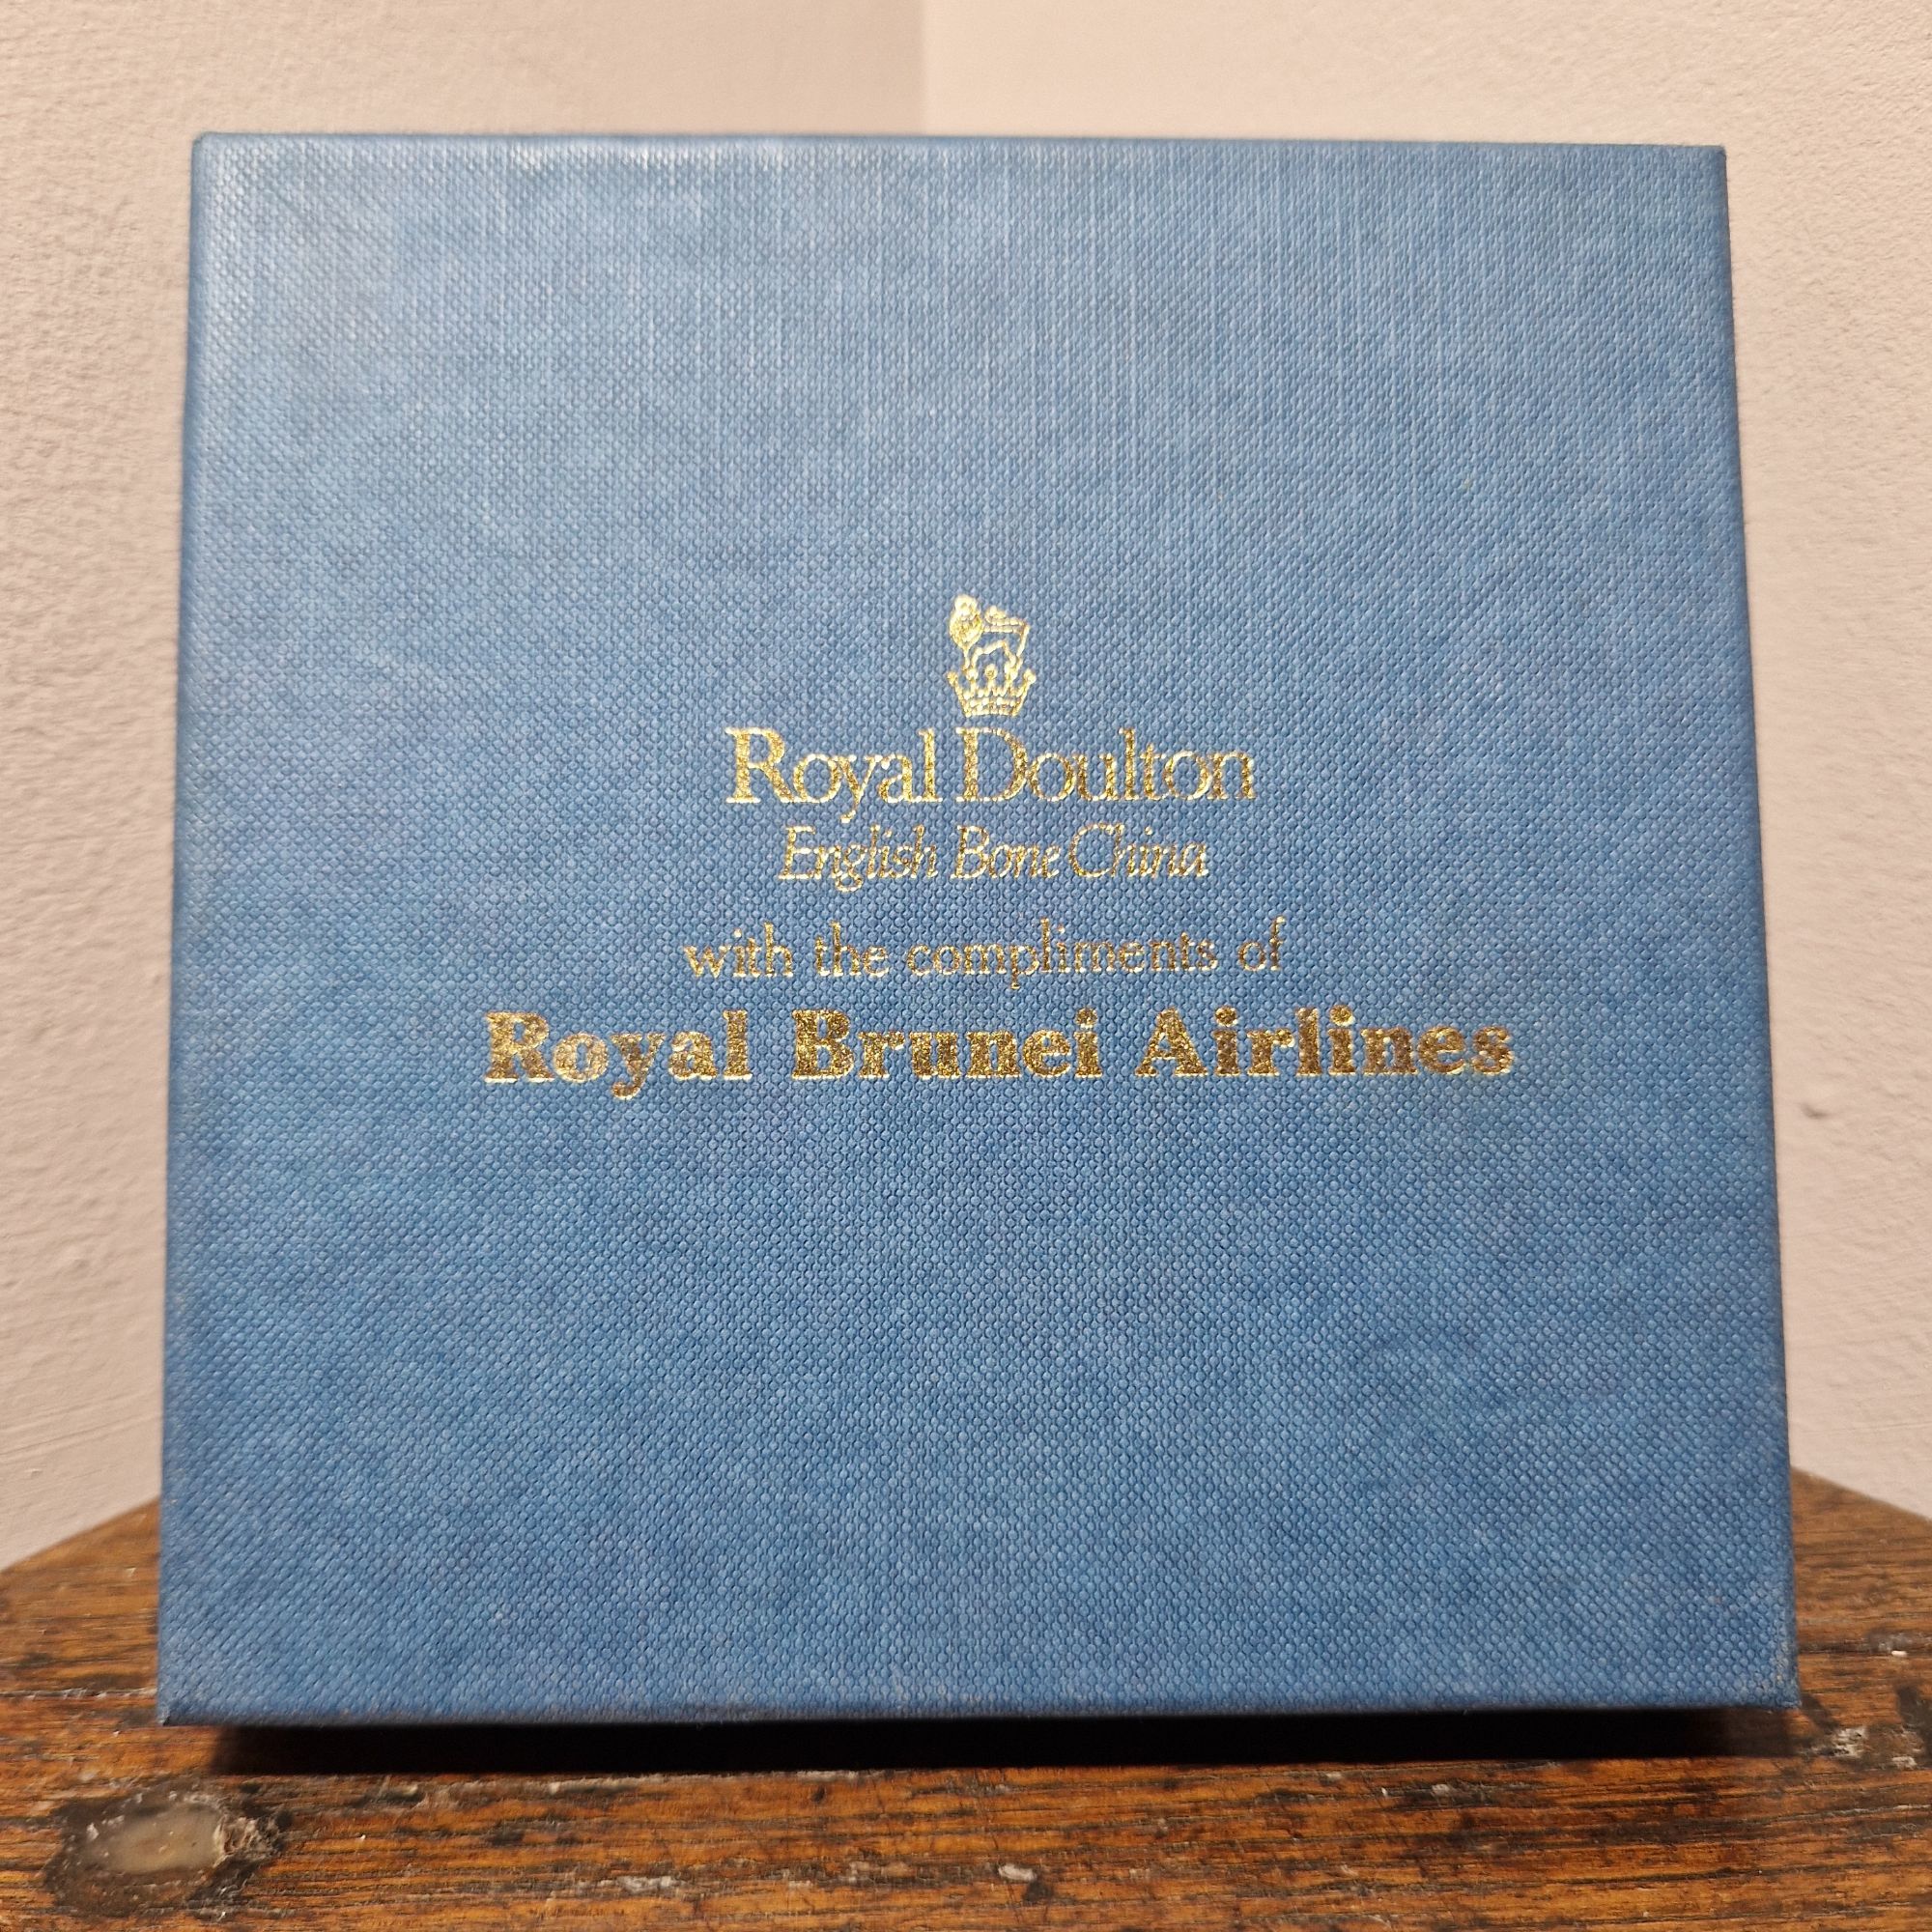 Royal Doulton
English Bone China
with the compliments of
Royal Brunei Airlines